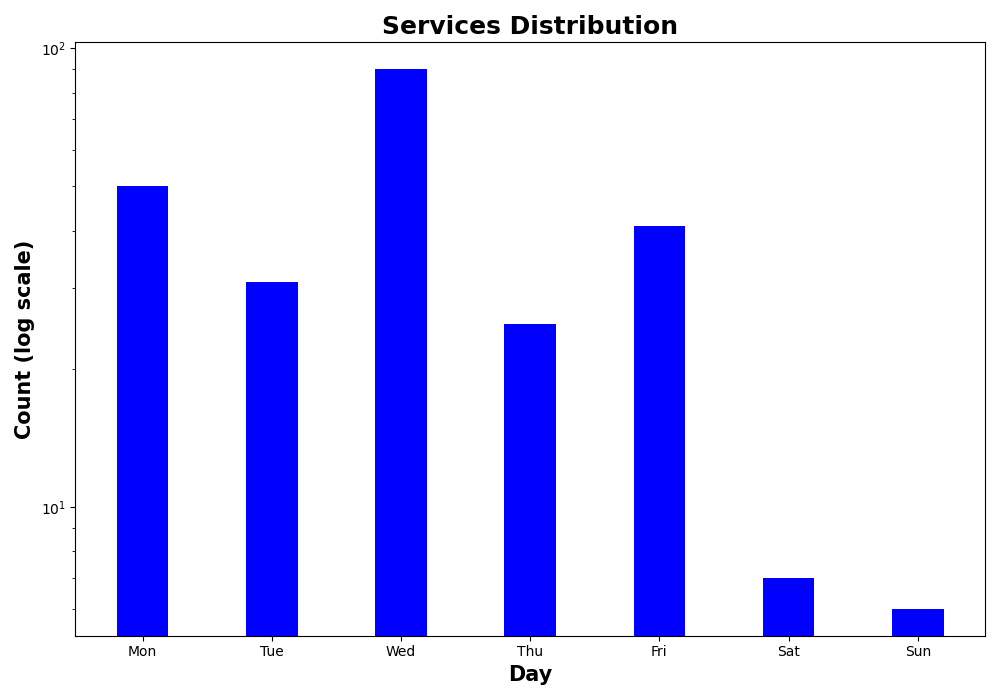 Services Distribution
Count (log scale)
10²
10¹
Mon Tue Wed Thu Fri Sat Sun
Day